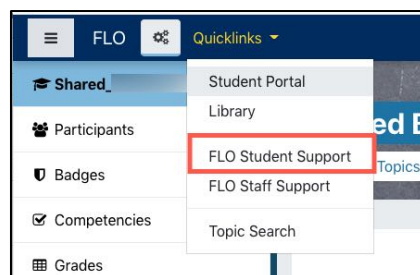 FLO Quicklinks
Shared_
Participants
Badges
Competencies
Grades
Student Portal
Library
FLO Student Support
FLO Staff Support
Topic Search
ed
Topics